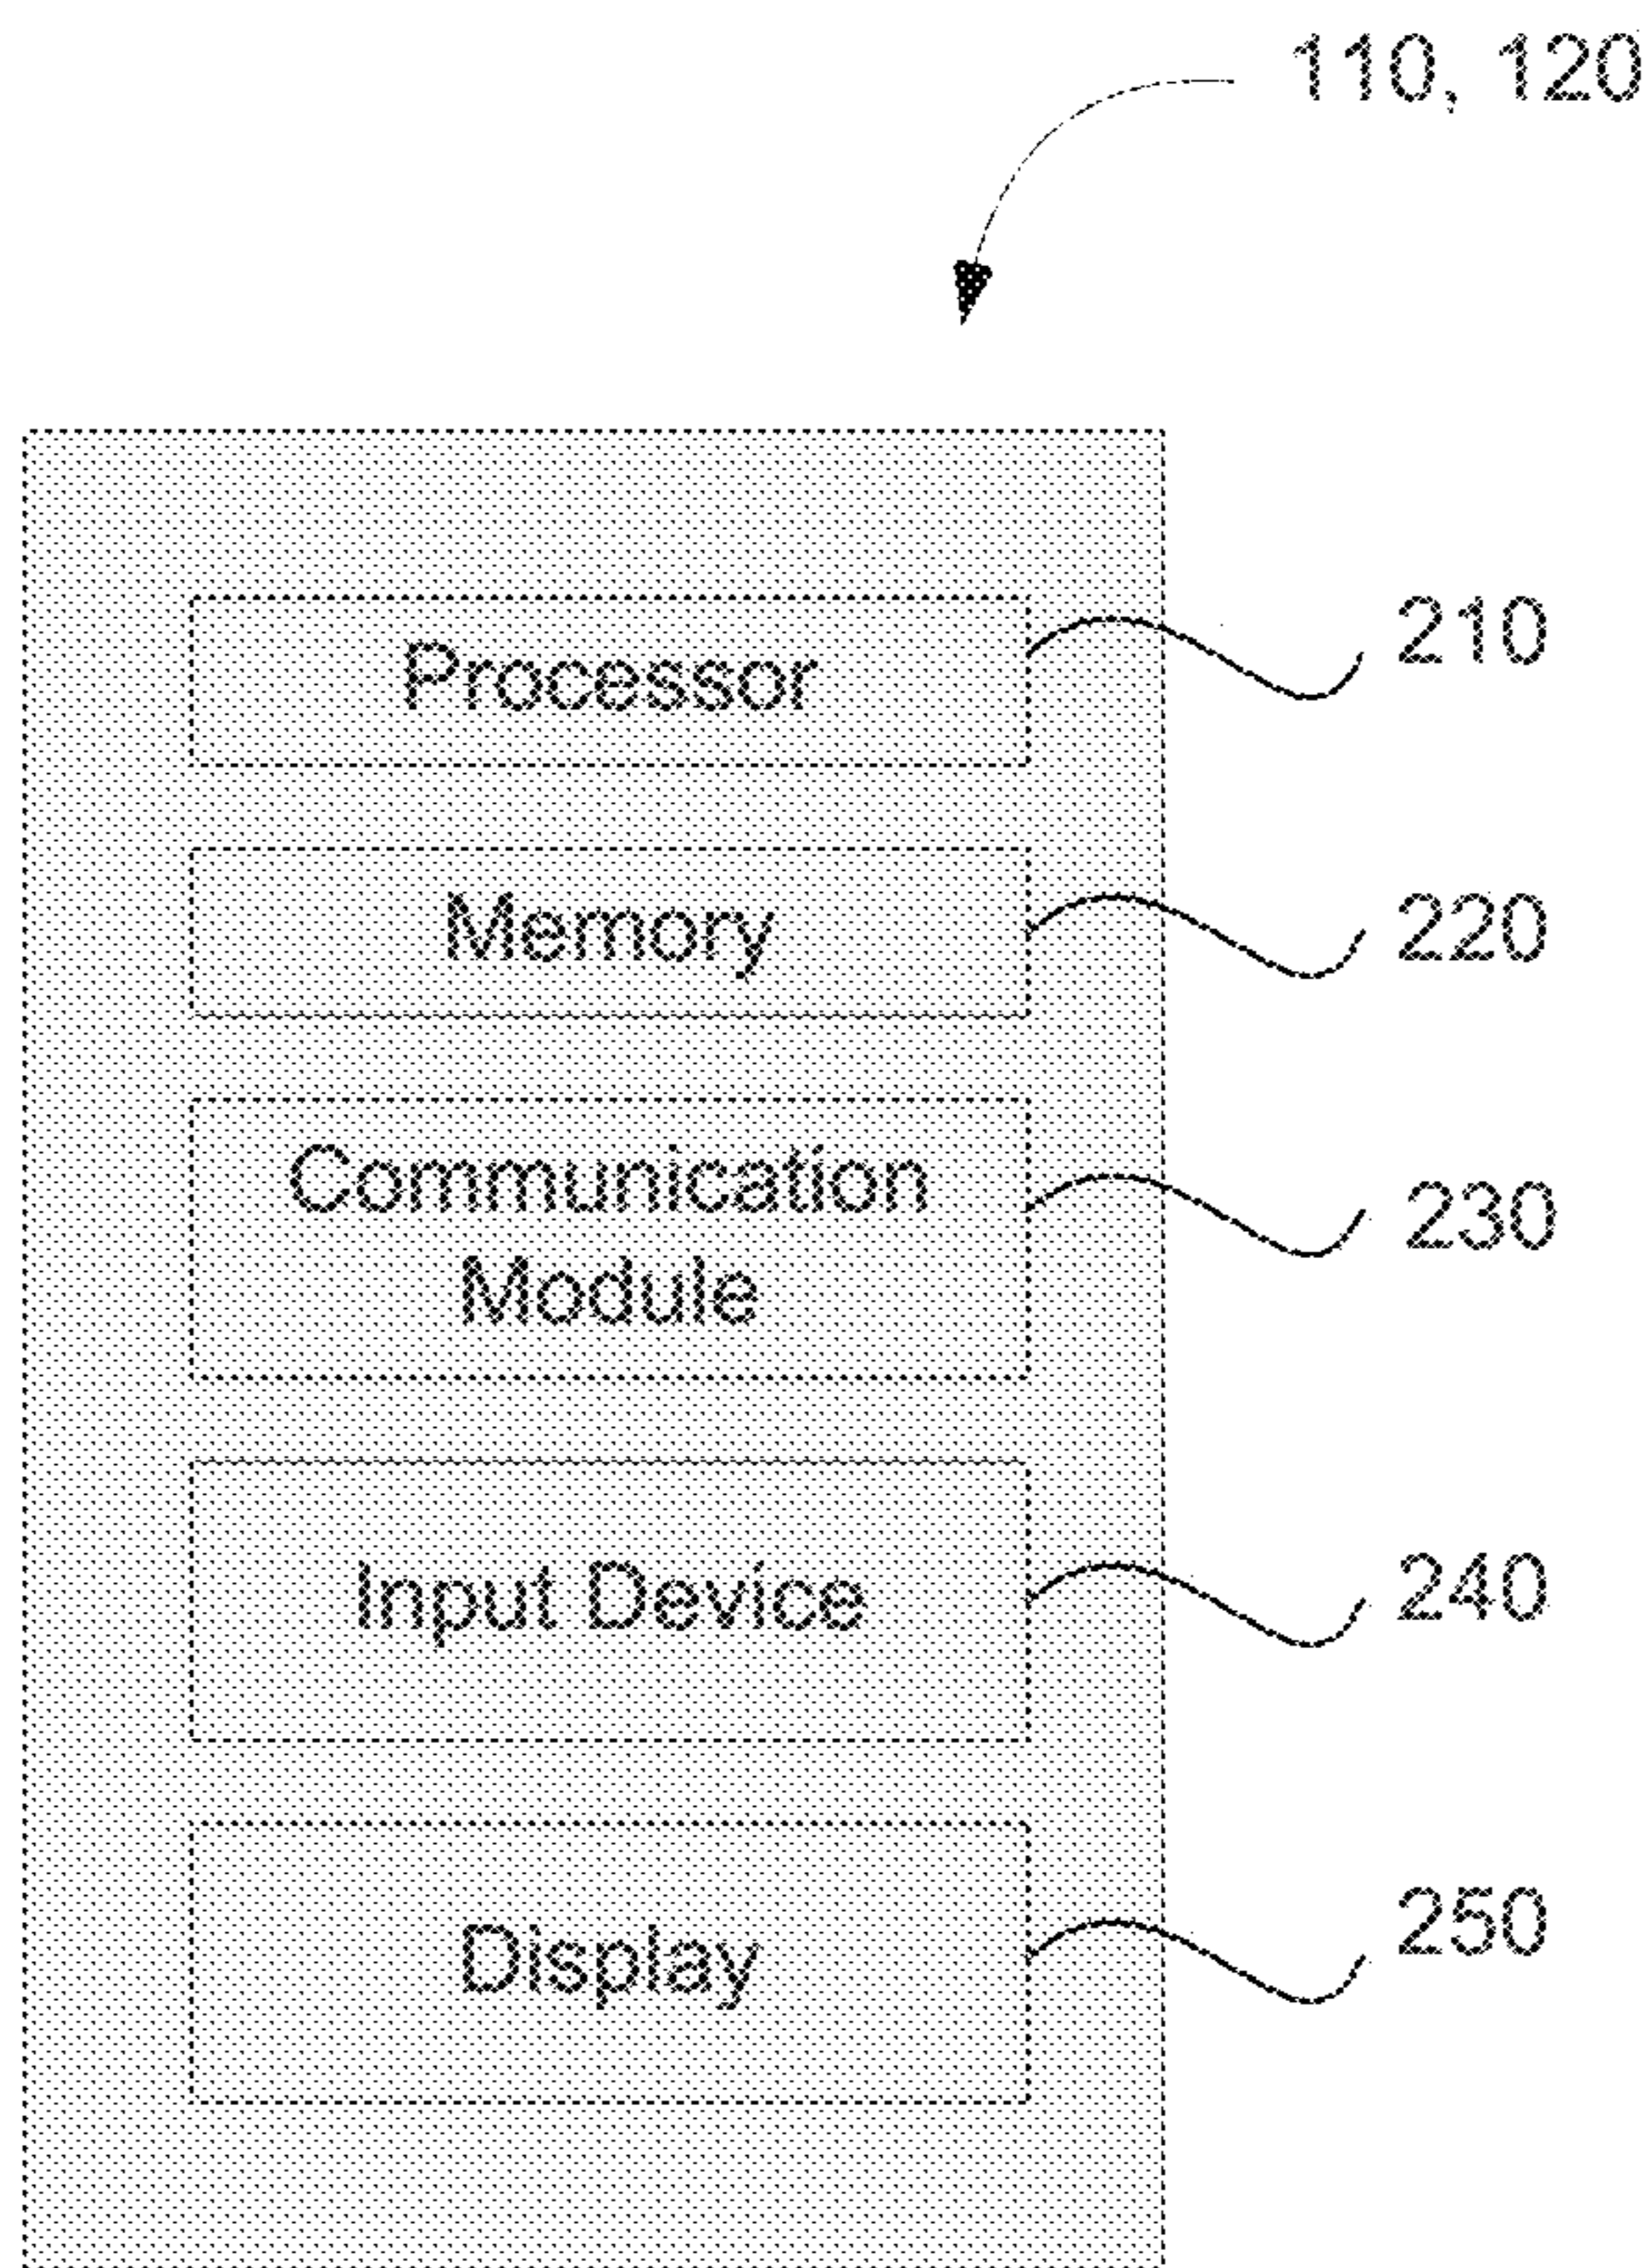 110, 120
Processor
210
Memory
220
Communication
Module
230
Input Device
240
Display
250